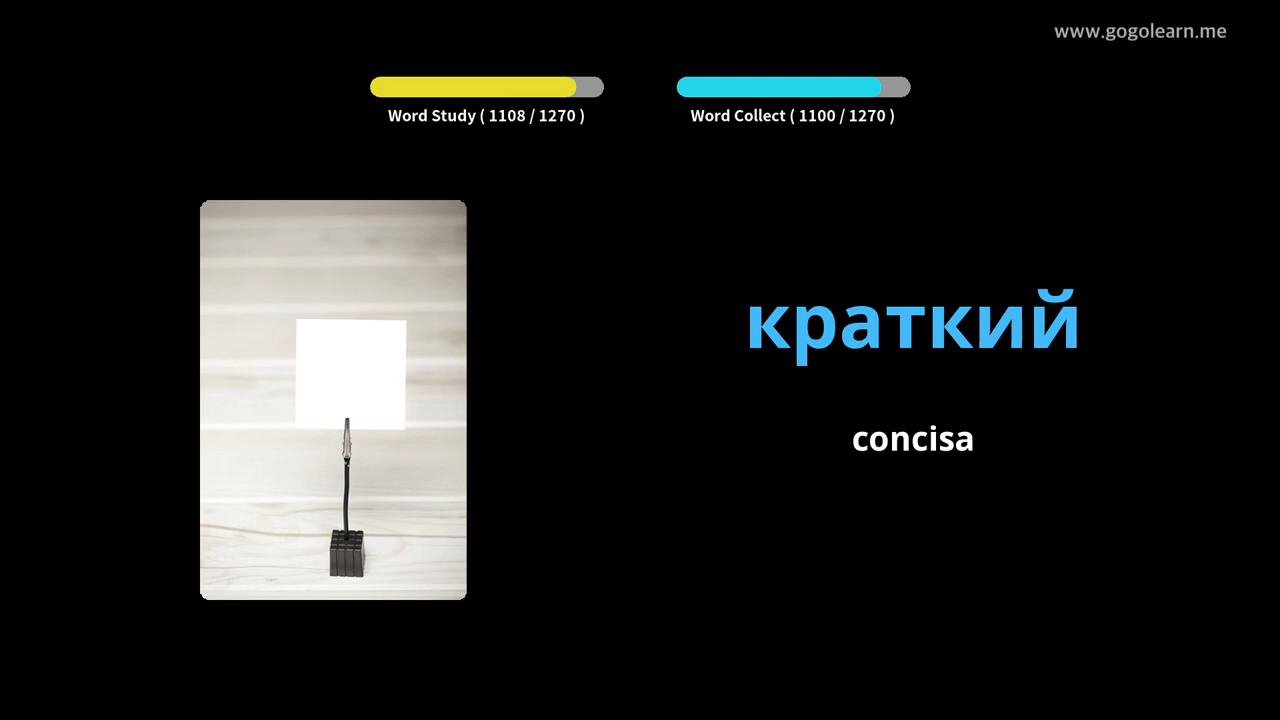 www.gogolearn.me
Word Study ( 1108 / 1270 )
Word Collect ( 1100 / 1270 )
краткий
concisa